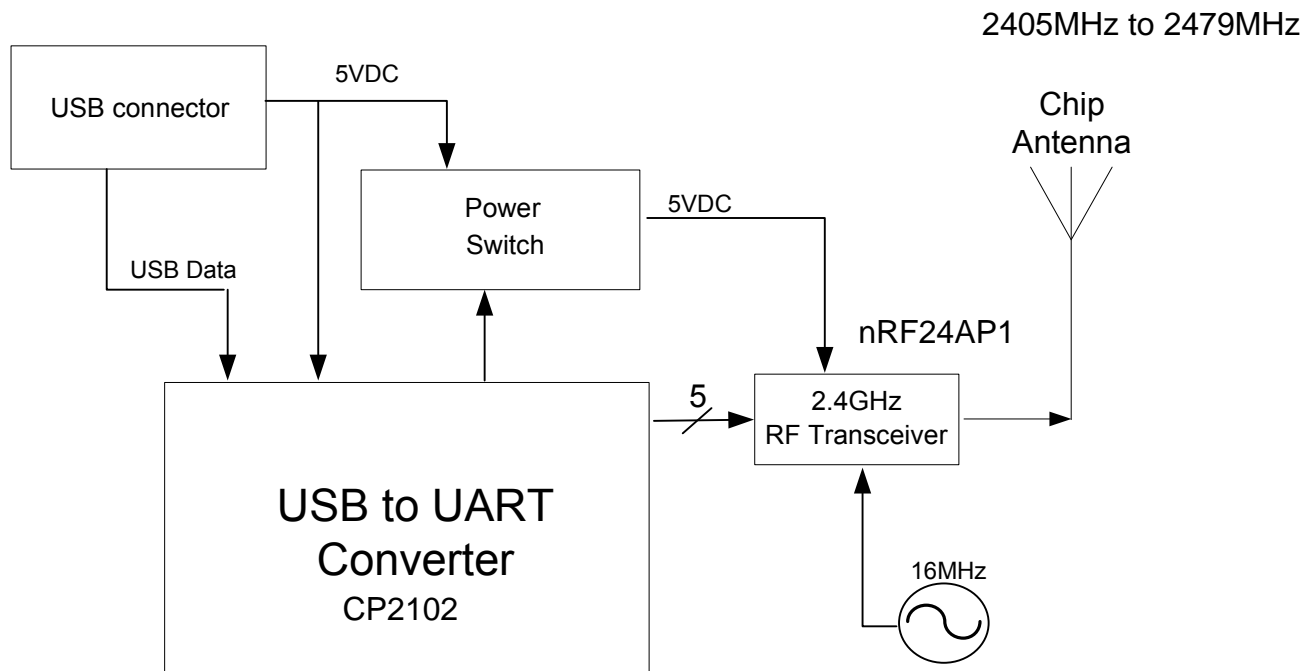 2405MHz to 2479MHz
5VDC
USB connector
Chip
Antenna
Power
Switch
5VDC
USB Data
nRF24AP1
5
2.4GHz
RF Transceiver
USB to UART
Converter
CP2102
16MHz